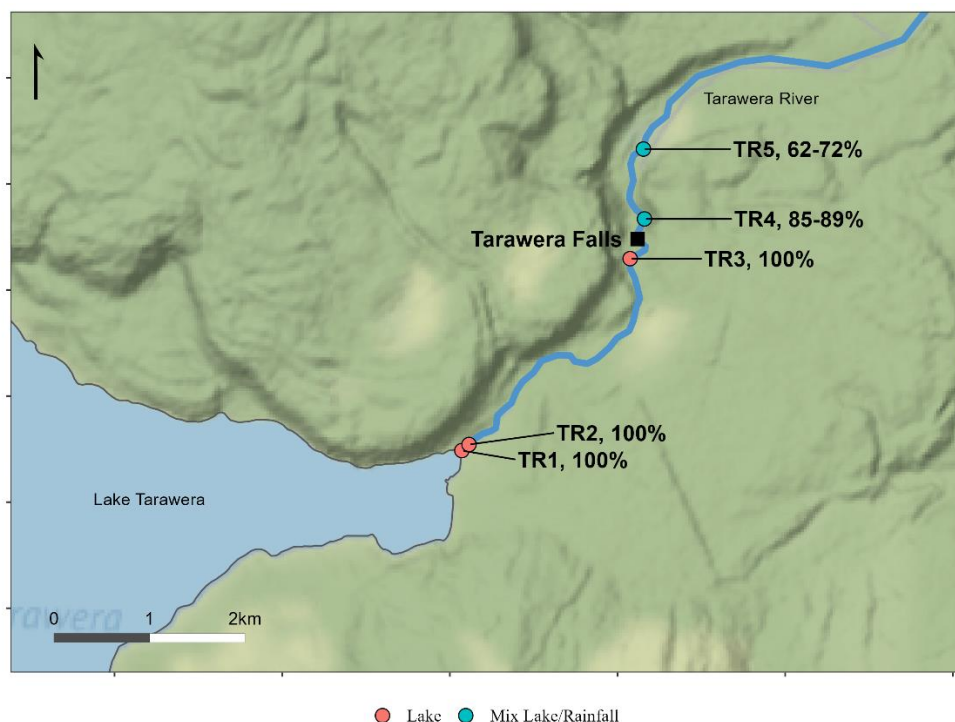 Tarawera River
TR5, 62-72%
TR4, 85-89%
Tarawera Falls
TR3, 100%
TR2, 100%
TR1, 100%
Lake Tarawera
rawera
0 1 2km
Lake Mix Lake/Rainfall